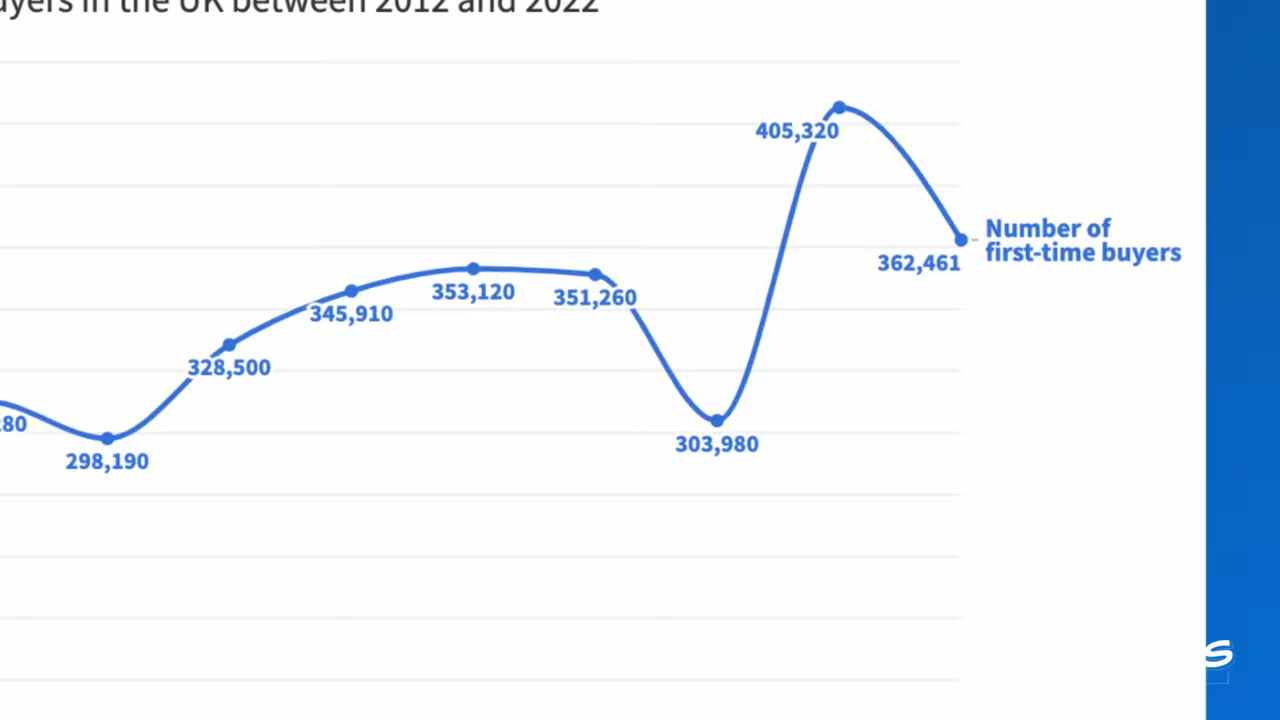 in the UK between 2012 and 2022
405,320
Number of
first-time buyers
362,461
353,120
351,260
345,910
328,500
280
303,980
298,190
S